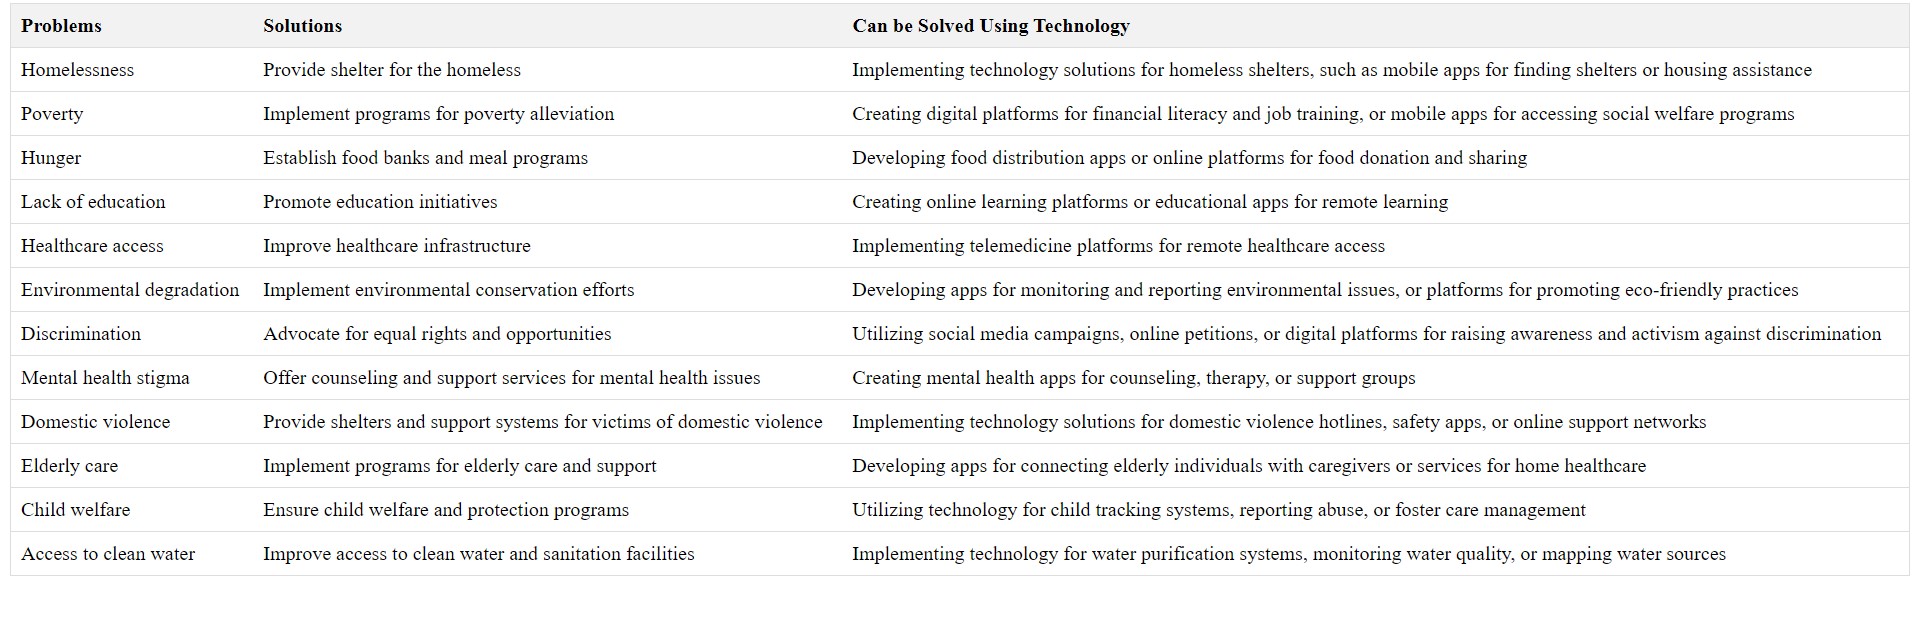 Problems Solutions Can be Solved Using Technology
Homelessness Provide shelter for the homeless Implementing technology solutions for homeless shelters, such as mobile apps for finding shelters or housing assistance
Poverty Implement programs for poverty alleviation Creating digital platforms for financial literacy and job training, or mobile apps for accessing social welfare programs
Hunger Establish food banks and meal programs Developing food distribution apps or online platforms for food donation and sharing
Lack of education Promote education initiatives Creating online learning platforms or educational apps for remote learning
Healthcare access Improve healthcare infrastructure Implementing telemedicine platforms for remote healthcare access
Environmental degradation Implement environmental conservation efforts Developing apps for monitoring and reporting environmental issues, or platforms for promoting eco-friendly practices
Discrimination Advocate for equal rights and opportunities Utilizing social media campaigns, online petitions, or digital platforms for raising awareness and activism against discrimination
Mental health stigma Offer counseling and support services for mental health issues Creating mental health apps for counseling, therapy, or support groups
Domestic violence Provide shelters and support systems for victims of domestic violence Implementing technology solutions for domestic violence hotlines, safety apps, or online support networks
Elderly care Implement programs for elderly care and support Developing apps for connecting elderly individuals with caregivers or services for home healthcare
Child welfare Ensure child welfare and protection programs Utilizing technology for child tracking systems, reporting abuse, or foster care management
Access to clean water Improve access to clean water and sanitation facilities Implementing technology for water purification systems, monitoring water quality, or mapping water sources